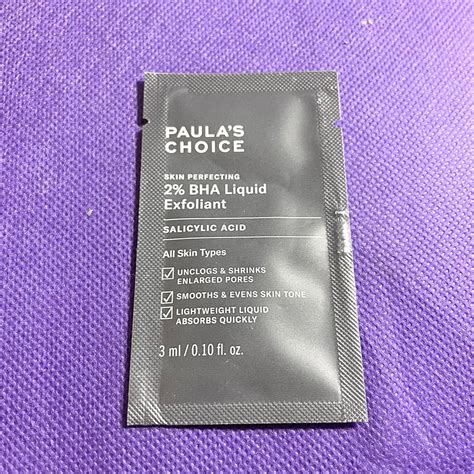 PAULA'S
CHOICE
SKIN PERFECTING
2% BHA Liquid
Exfoliant
SALICYLIC ACID
All Skin Types
UNCLOGS & SHRINKS
ENLARGED PORES
SMOOTHS & EVENS SKIN TONE
LIGHTWEIGHT LIQUID
ABSORBS QUICKLY
3 ml / 0.10 fl. oz.